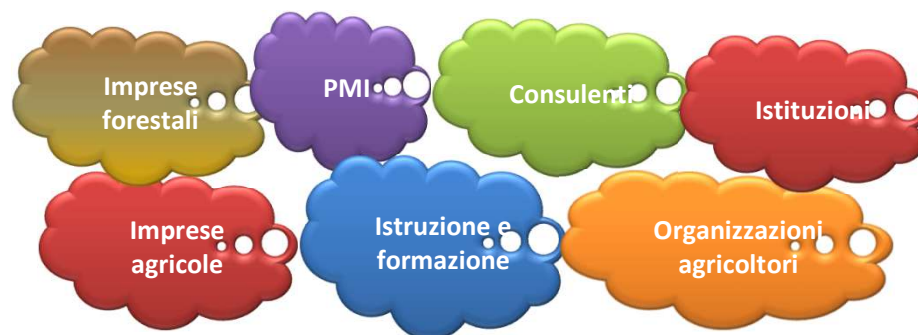 Imprese
forestali
PMI
Consulenti
Istituzioni
Imprese
agricole
Istruzione e
formazione
Organizzazioni
agricoltori